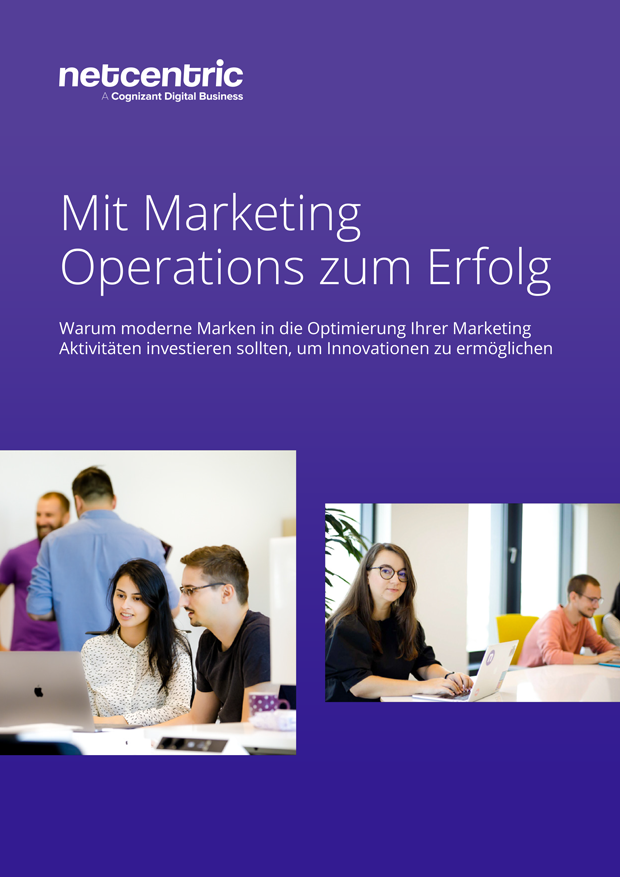 netcentric
A Cognizant Digital Business
Mit Marketing
Operations zum Erfolg
Warum moderne Marken in die Optimierung Ihrer Marketing
Aktivitäten investieren sollten, um Innovationen zu ermöglichen